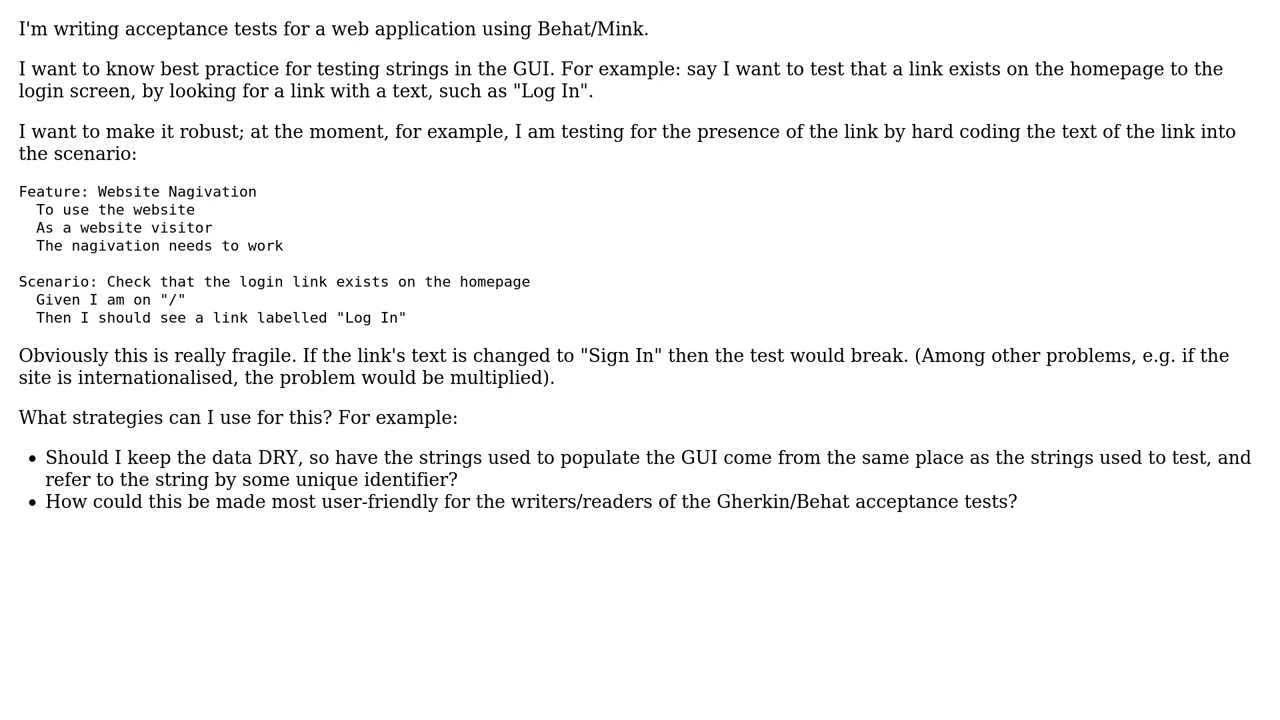 I'm writing acceptance tests for a web application using Behat/Mink.
I want to know best practice for testing strings in the GUI. For example: say I want to test that a link exists on the homepage to the
login screen, by looking for a link with a text, such as "Log In".
I want to make it robust; at the moment, for example, I am testing for the presence of the link by hard coding the text of the link into
the scenario:
Feature: Website Nagivation
  To use the website
  As a website visitor
  The nagivation needs to work
Scenario: Check that the login link exists on the homepage
  Given I am on "/"
  Then I should see a link labelled "Log In"
Obviously this is really fragile. If the link's text is changed to "Sign In" then the test would break. (Among other problems, e.g. if the
site is internationalised, the problem would be multiplied).
What strategies can I use for this? For example:
• Should I keep the data DRY, so have the strings used to populate the GUI come from the same place as the strings used to test, and
refer to the string by some unique identifier?
• How could this be made most user-friendly for the writers/readers of the Gherkin/Behat acceptance tests?